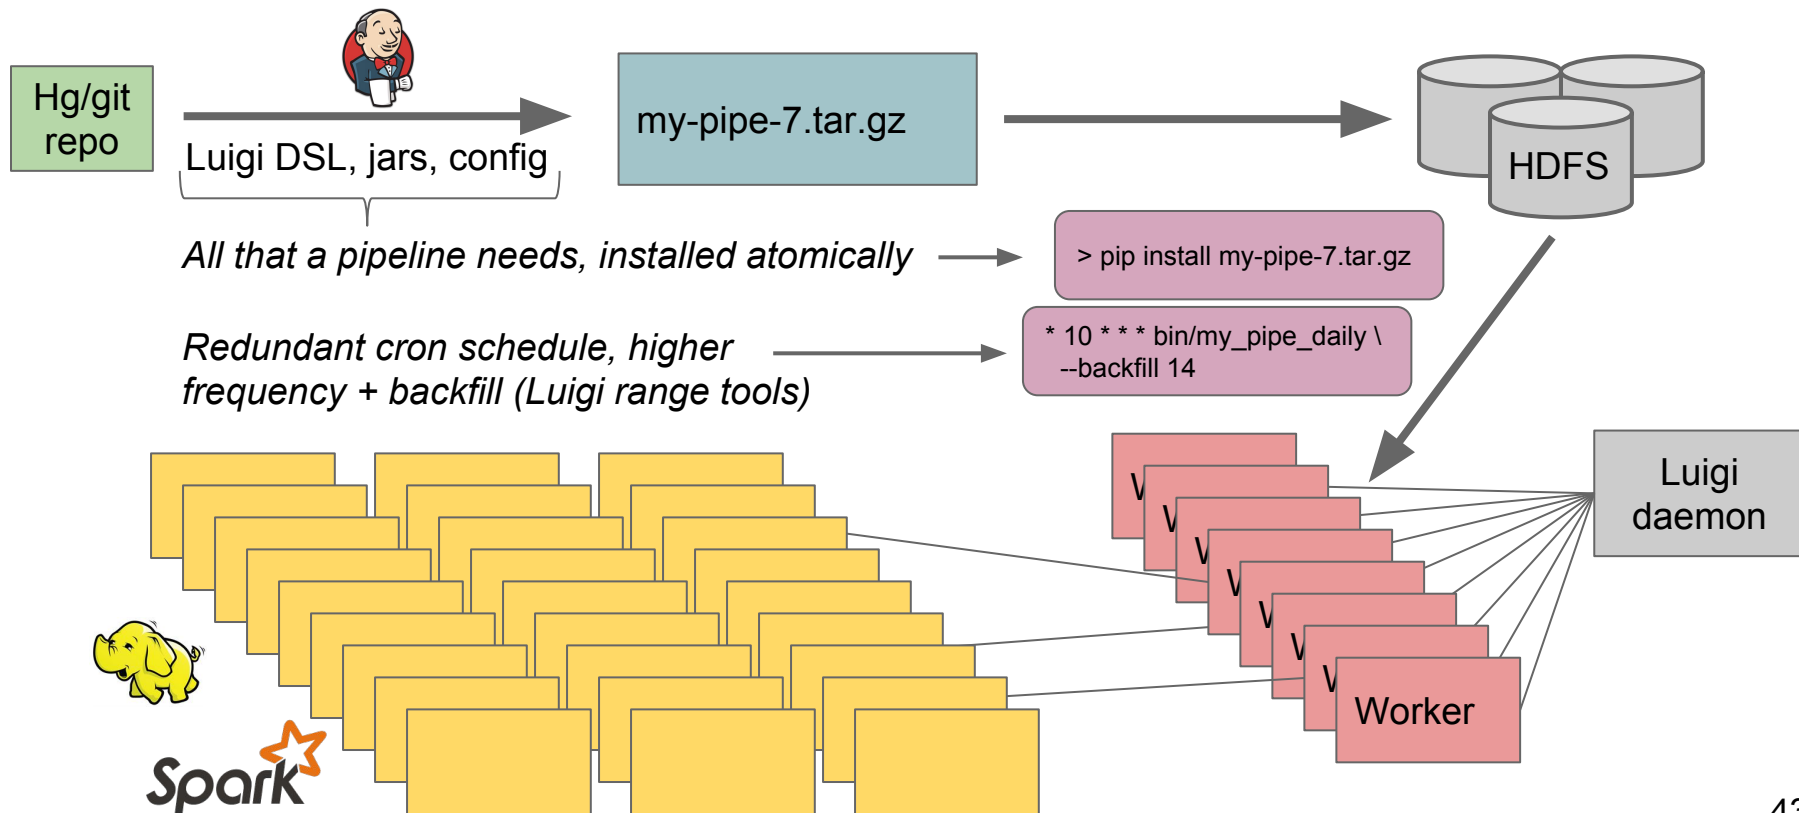 Hg/git
repo
Luigi DSL, jars, config
my-pipe-7.tar.gz
HDFS
All that a pipeline needs, installed atomically
> pip install my-pipe-7.tar.gz
Redundant cron schedule, higher
frequency + backfill (Luigi range tools)
* 10 * * * bin/my_pipe_daily \
--backfill 14
Luigi
daemon
Worker
Spark